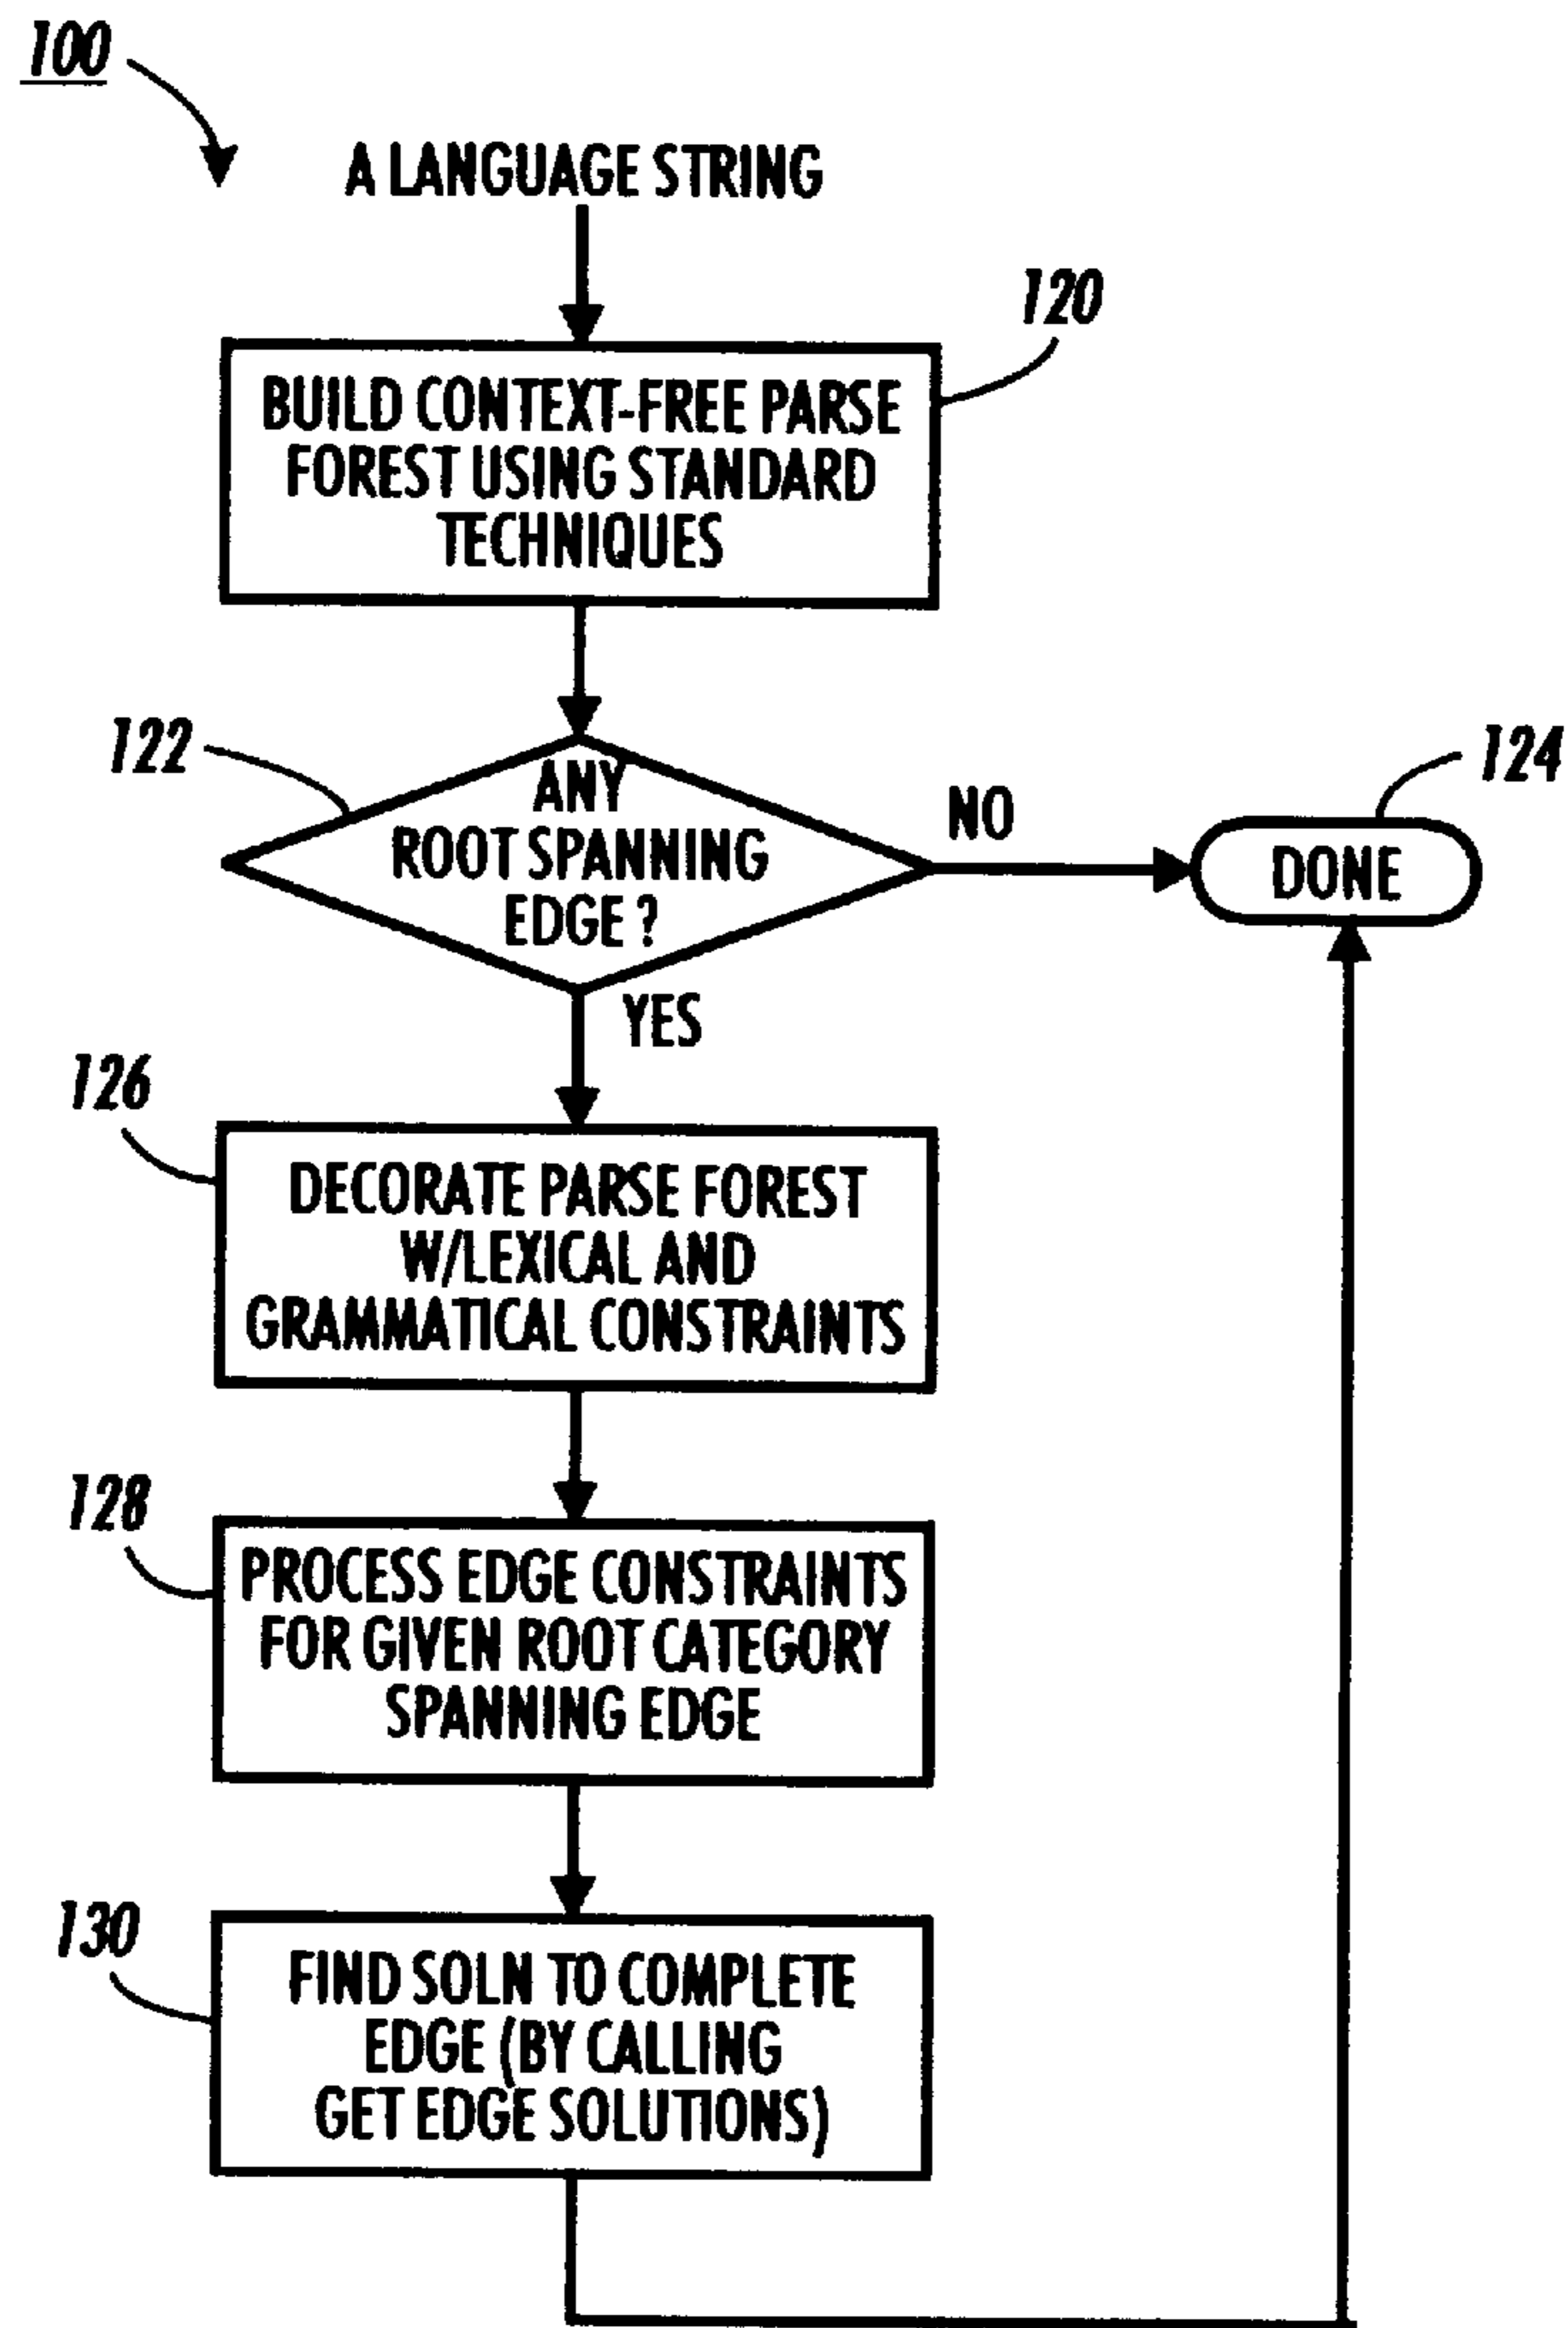 100
A LANGUAGE STRING
120
BUILD CONTEXT-FREE PARSE
FOREST USING STANDARD
TECHNIQUES
122
ANY
ROOT SPANNING
EDGE?
NO
124
DONE
YES
126
DECORATE PARSE FOREST
W/LEXICAL AND
GRAMMATICAL CONSTRAINTS
128
PROCESS EDGE CONSTRAINTS
FOR GIVEN ROOT CATEGORY
SPANNING EDGE
130
FIND SOLN TO COMPLETE
EDGE (BY CALLING
GET EDGE SOLUTIONS)